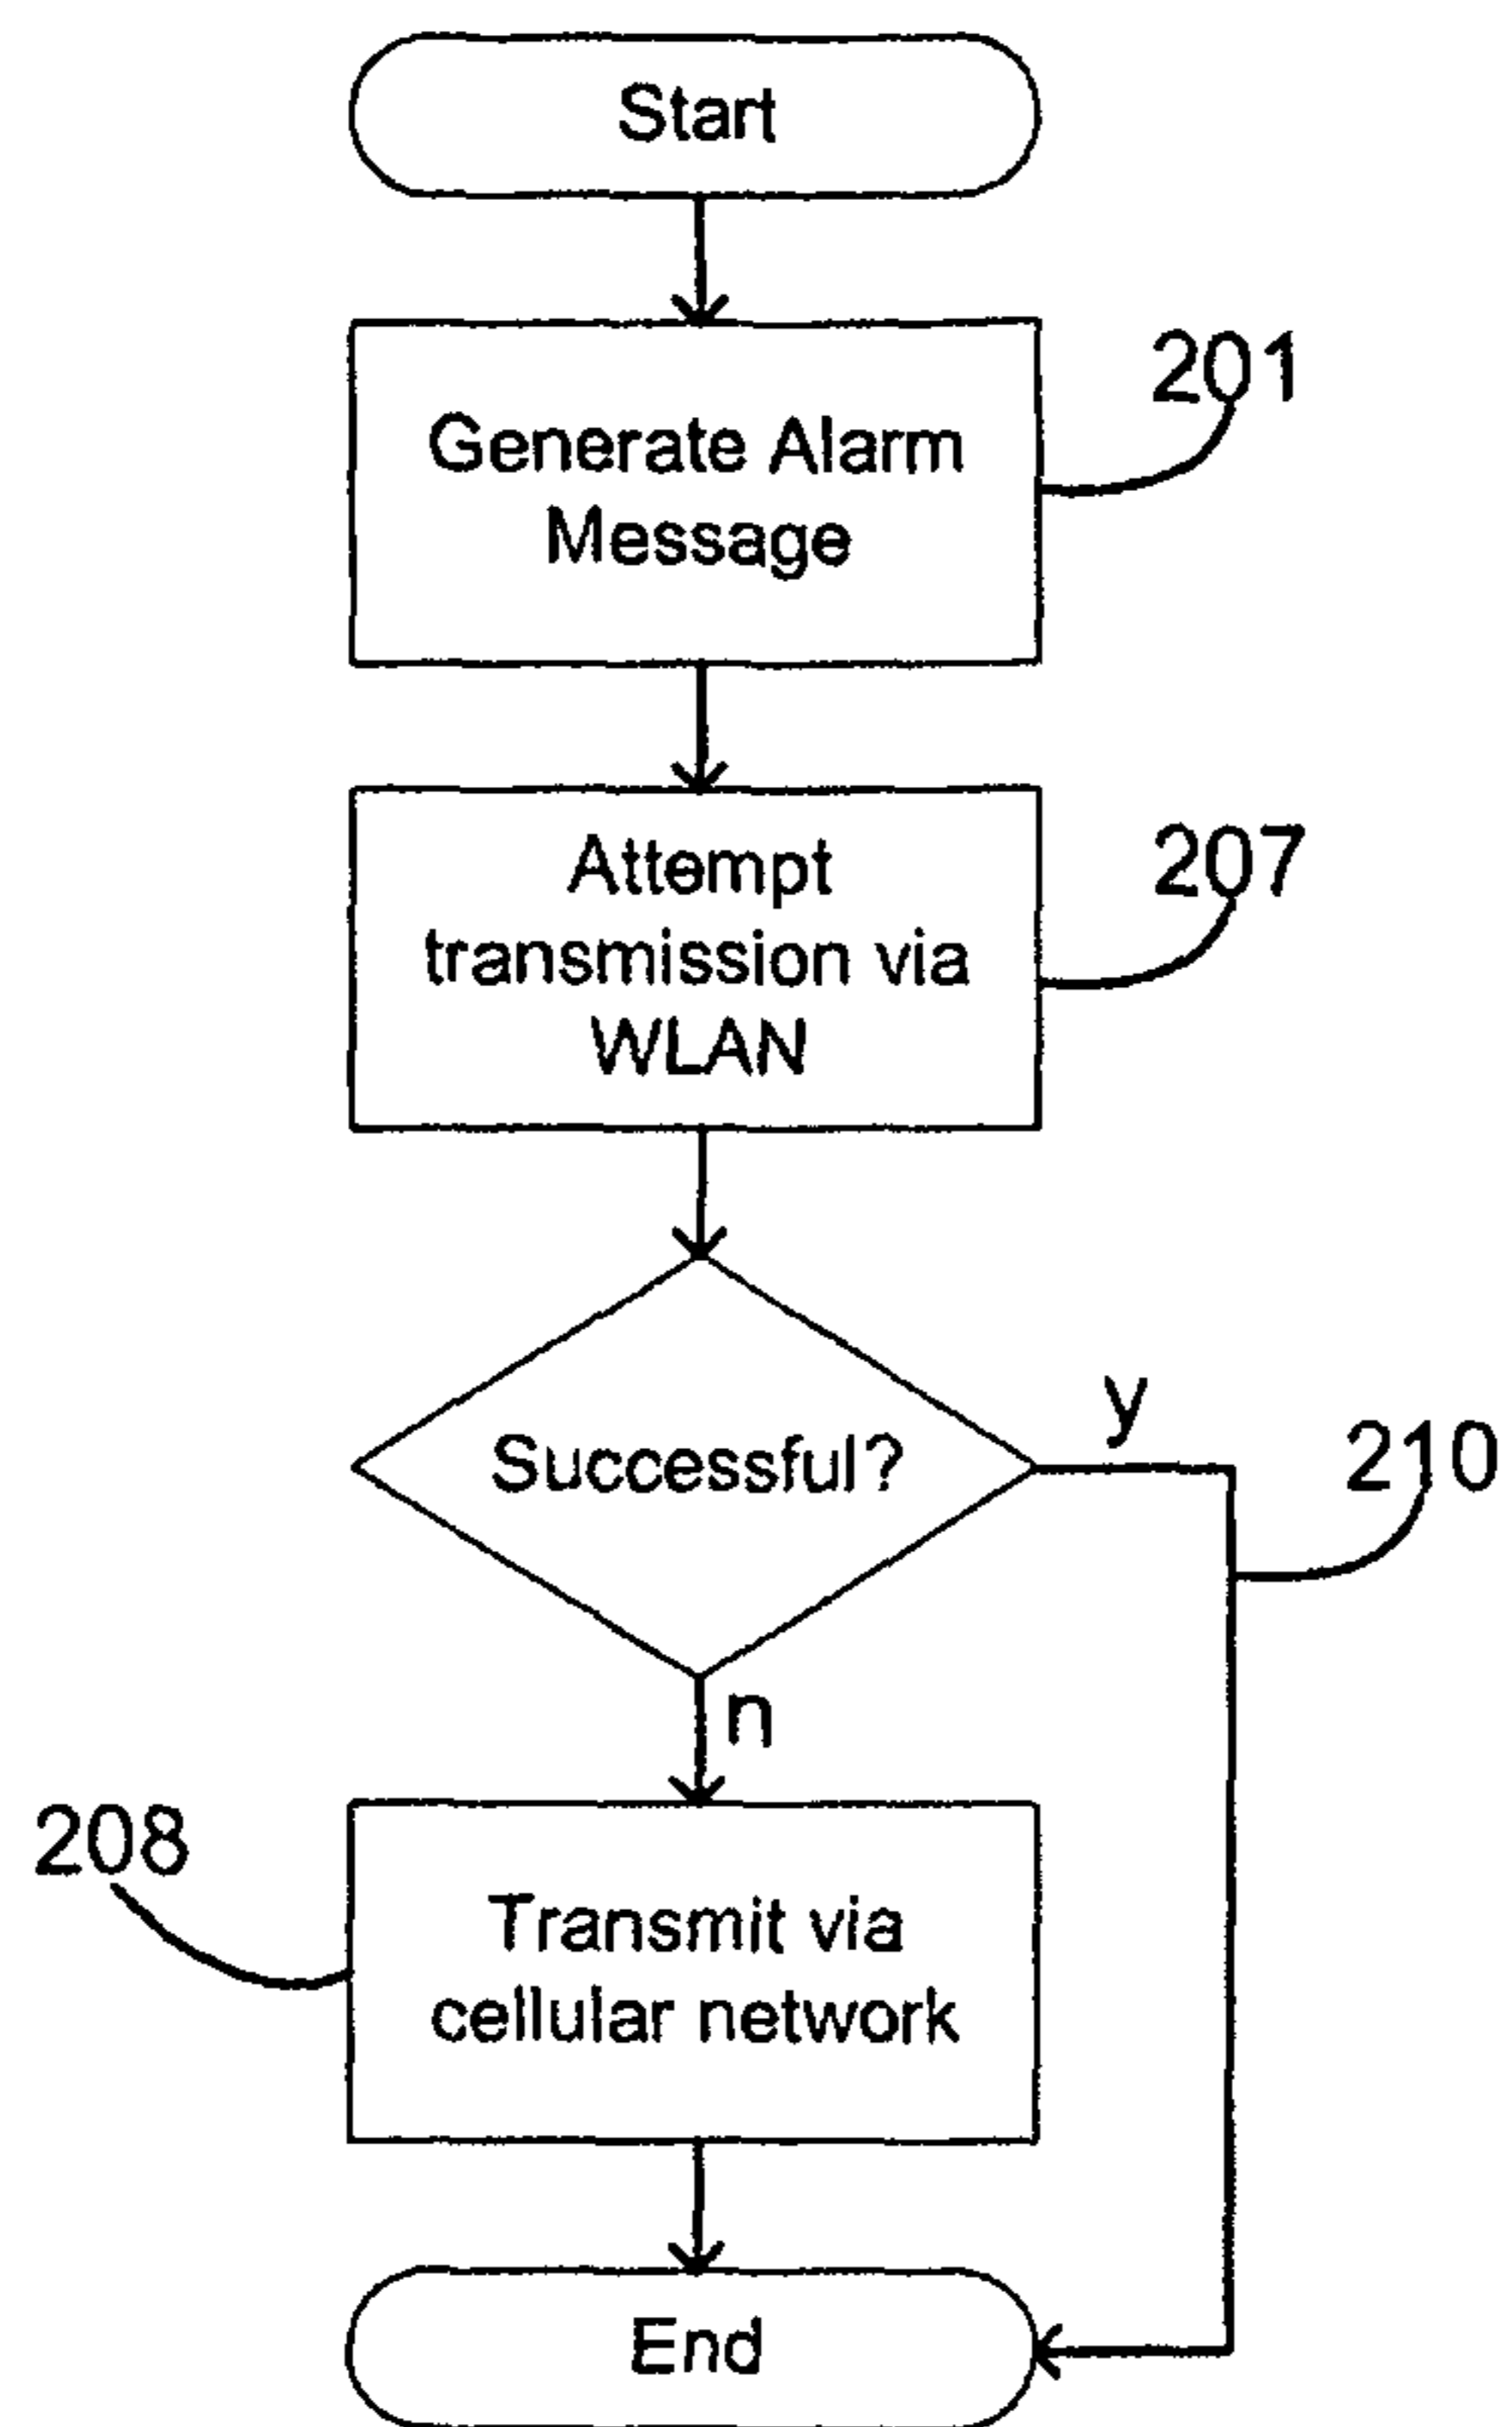 Start
201
Generate Alarm
Message
207
Attempt
transmission via
WLAN
y
210
Successful?
n
208
Transmit via
cellular network
End